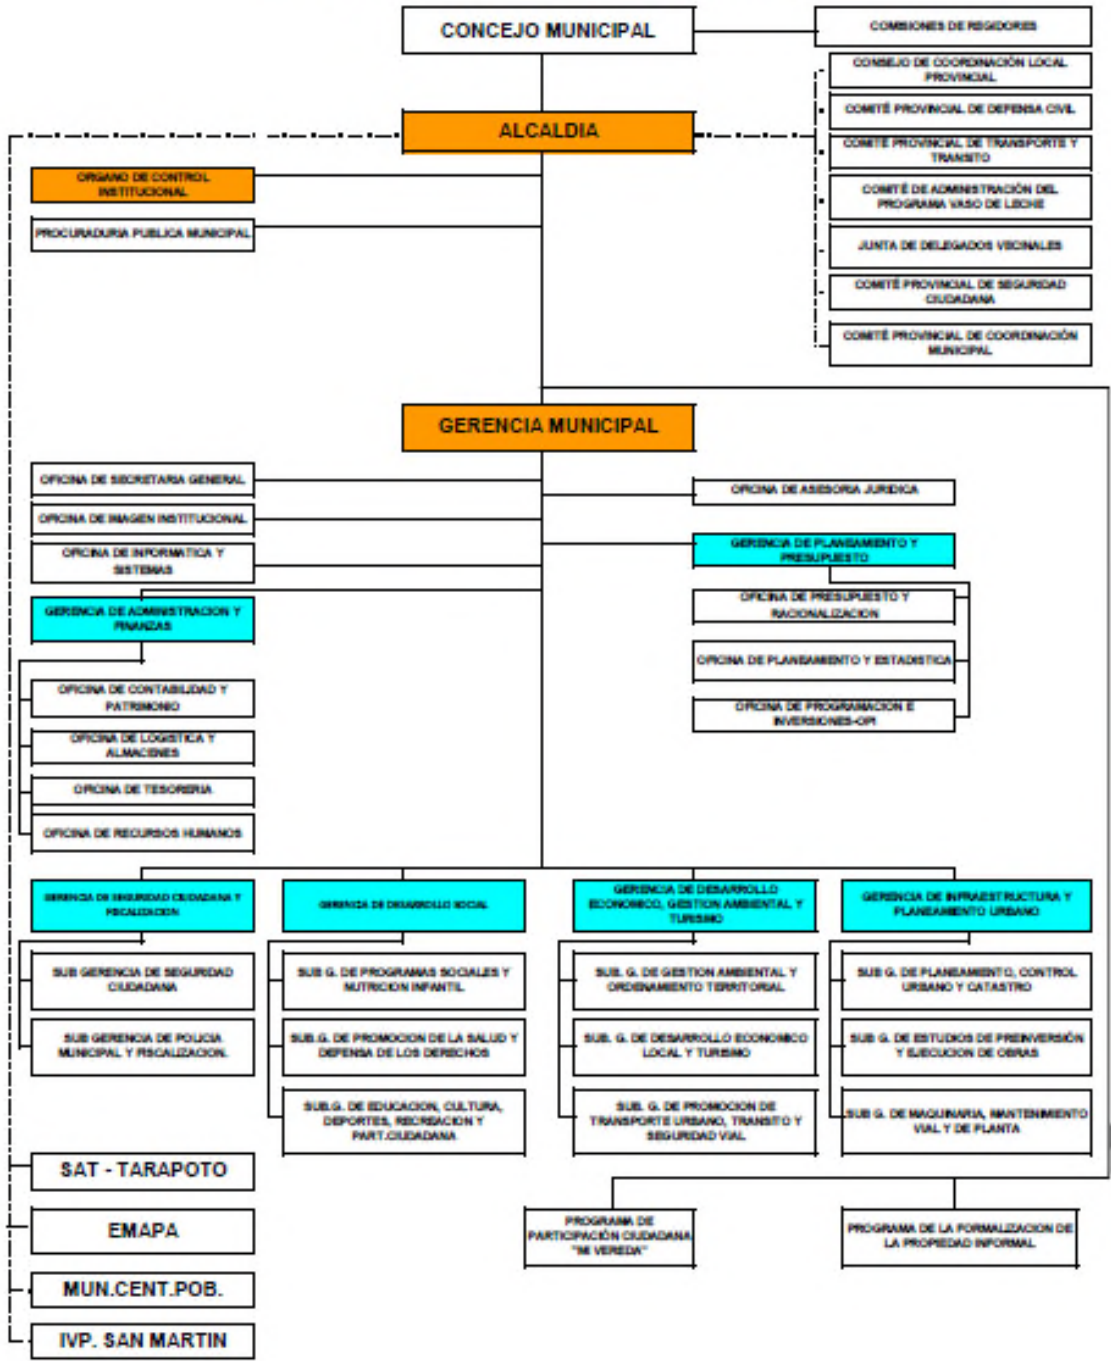 CONCEJO MUNICIPAL
COMISIONES DE REGIDORES
CONSEJO DE COORDINACIÓN LOCAL
PROVINCIAL
COMITÉ PROVINCIAL DE DEFENSA CIVIL
ALCALDIA
COMITÉ PROVINCIAL DE TRANSPORTE Y
TRANSITO
ORGANO DE CONTROL
INSTITUCIONAL
COMITÉ DE ADMINISTRACIÓN DEL
PROGRAMA VASO DE LECHE
PROCURADURIA PUBLICA MUNICIPAL
JUNTA DE DELEGADOS VECINALES
COMITÉ PROVINCIAL DE SEGURIDAD
CIUDADANA
COMITÉ PROVINCIAL DE COORDINACIÓN
MUNICIPAL
GERENCIA MUNICIPAL
OFICINA DE SECRETARIA GENERAL
OFICINA DE ASESORIA JURIDICA
OFICINA DE IMAGEN INSTITUCIONAL
OFICINA DE INFORMATICA Y
SISTEMAS
GERENCIA DE PLANEAMIENTO Y
PRESUPUESTO
GERENCIA DE ADMINISTRACION Y
FINANZAS
OFICINA DE PRESUPUESTO Y
RACIONALIZACION
OFICINA DE PLANEAMIENTO Y ESTADISTICA
OFICINA DE PROGRAMACION E
INVERSIONES-OPI
OFICINA DE CONTABILIDAD Y
PATRIMONIO
OFICINA DE LOGISTICA Y
ALMACENES
OFICINA DE TESORERIA
OFICINA DE RECURSOS HUMANOS
GERENCIA DE SEGURIDAD CIUDADANA Y
FISCALIZACION
GERENCIA DE DESARROLLO SOCIAL
GERENCIA DE DESARROLLO
ECONOMICO, GESTION AMBIENTAL Y
TURISMO
GERENCIA DE INFRAESTRUCTURA Y
PLANEAMIENTO URBANO
SUB GERENCIA DE SEGURIDAD
CIUDADANA
SUB G. DE PROGRAMAS SOCIALES Y
NUTRICION INFANTIL
SUB. G. DE GESTION AMBIENTAL Y
ORDENAMIENTO TERRITORIAL
SUB G. DE PLANEAMIENTO, CONTROL
URBANO Y CATASTRO
SUB GERENCIA DE POLICIA
MUNICIPAL Y FISCALIZACION.
SUB.G. DE PROMOCION DE LA SALUD Y
DEFENSA DE LOS DERECHOS
SUB. G. DE DESARROLLO ECONOMICO
LOCAL Y TURISMO
SUB G. DE ESTUDIOS DE PREINVERSIÓN
Y EJECUCION DE OBRAS
SUB.G. DE EDUCACION, CULTURA,
DEPORTES, RECREACION Y
PART.CIUDADANA
SUB. G. DE PROMOCION DE
TRANSPORTE URBANO, TRANSITO Y
SEGURIDAD VIAL
SUB G. DE MAQUINARIA, MANTENIMIENTO
VIAL Y DE PLANTA
SAT - TARAPOTO
EMAPA
PROGRAMA DE
PARTICIPACIÓN CIUDADANA
"MI VEREDA"
PROGRAMA DE LA FORMALIZACION DE
LA PROPIEDAD INFORMAL
MUN.CENT.POB.
IVP. SAN MARTIN